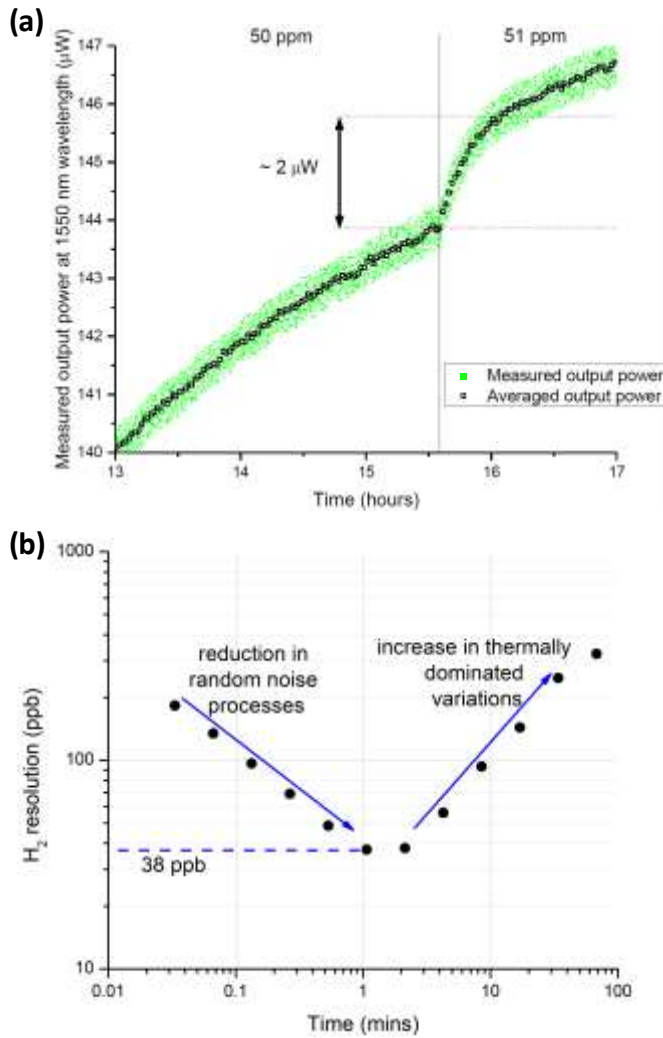 (a)
50 ppm
51 ppm
147
146
145
144
143
142
141
140
Measured output power at 1550 nm wavelength (μW)
~ 2 μW
Measured output power
Averaged output power
13
14
15
16
17
Time (hours)
(b)
1000
100
10
H2 resolution (ppb)
reduction in
random noise
processes
increase in thermally
dominated
variations
38 ppb
0.01
0.1
1
10
100
Time (mins)